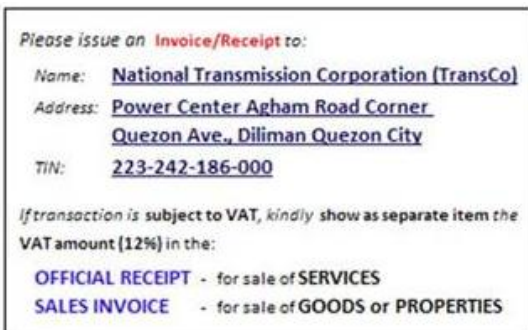 Please issue an Invoice/Receipt to:
Name: National Transmission Corporation (TransCo)
Address: Power Center Agham Road Corner
Quezon Ave., Diliman Quezon City
TIN: 223-242-186-000
If transaction is subject to VAT, kindly show as separate item the
VAT amount (12%) in the:
OFFICIAL RECEIPT - for sale of SERVICES
SALES INVOICE - for sale of GOODS or PROPERTIES